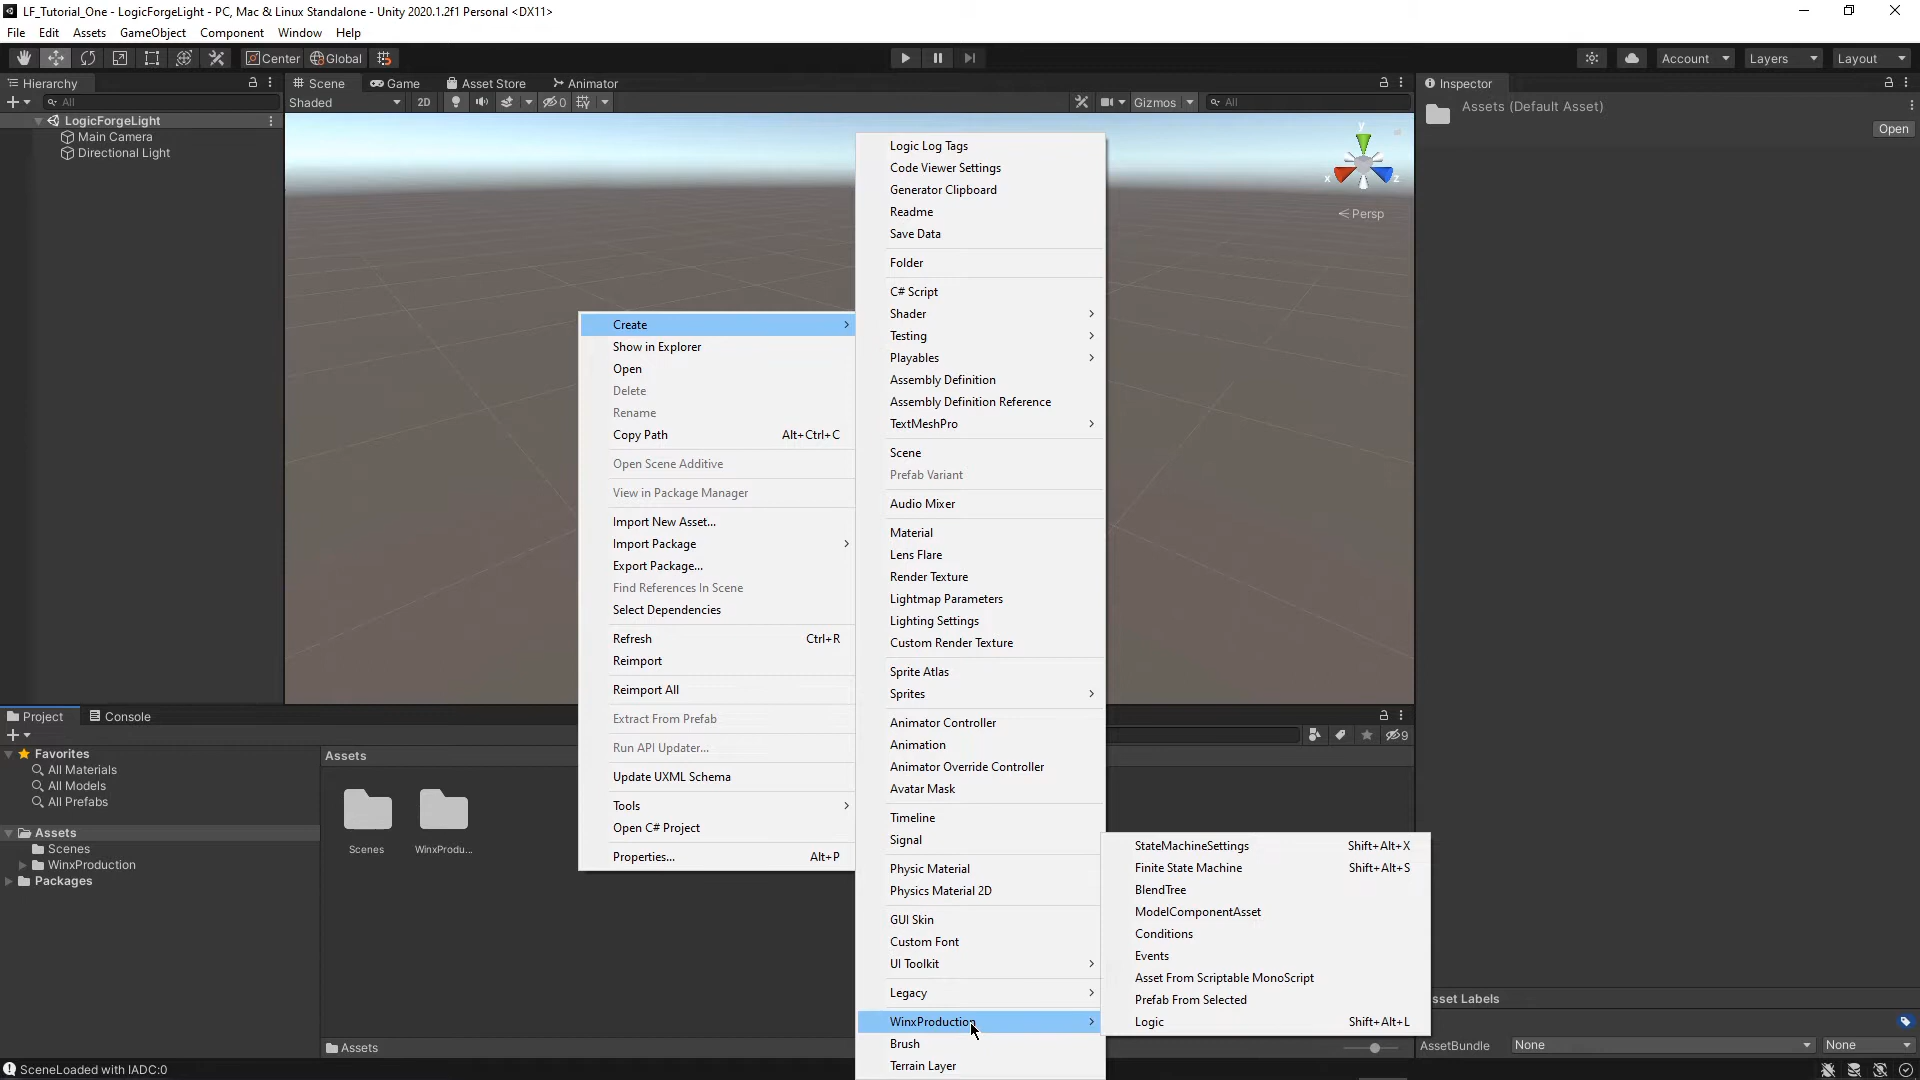 LF_Tutorial_One - LogicForgeLight - PC, Mac & Linux Standalone - Unity 2020.1.2f1 Personal <DX11>
File Edit Assets GameObject Component Window Help
Center Global Account Layers Layout
Hierarchy Scene Game Asset Store Animator Inspector
All Shaded 2D 0 Gizmos All
Assets (Default Asset)
Open
LogicForgeLight
Main Camera
Directional Light
y
x
z
Persp
Create
Show in Explorer
Open
Delete
Rename
Copy Path Alt+Ctrl+C
Open Scene Additive
View in Package Manager
Import New Asset...
Import Package
Export Package...
Find References In Scene
Select Dependencies
Refresh Ctrl+R
Reimport
Reimport All
Extract From Prefab
Run API Updater...
Update UXML Schema
Tools
Open C# Project
Properties... Alt+P
Logic Log Tags
Code Viewer Settings
Generator Clipboard
Readme
Save Data
Folder
C# Script
Shader
Testing
Playables
Assembly Definition
Assembly Definition Reference
TextMeshPro
Scene
Prefab Variant
Audio Mixer
Material
Lens Flare
Render Texture
Lightmap Parameters
Lighting Settings
Custom Render Texture
Sprite Atlas
Sprites
Animator Controller
Animation
Animator Override Controller
Avatar Mask
Timeline
Signal
Physic Material
Physics Material 2D
GUI Skin
Custom Font
UI Toolkit
Legacy
WinxProduction
Brush
Terrain Layer
StateMachineSettings Shift+Alt+X
Finite State Machine Shift+Alt+S
BlendTree
ModelComponentAsset
Conditions
Events
Asset From Scriptable MonoScript
Prefab From Selected
Logic Shift+Alt+L
Project Console
9
Favorites
All Materials
All Models
All Prefabs
Assets
Scenes
WinxProduction
Packages
Assets
Scenes
WinxProdu...
Assets
sset Labels
AssetBundle None None
SceneLoaded with IADC:0